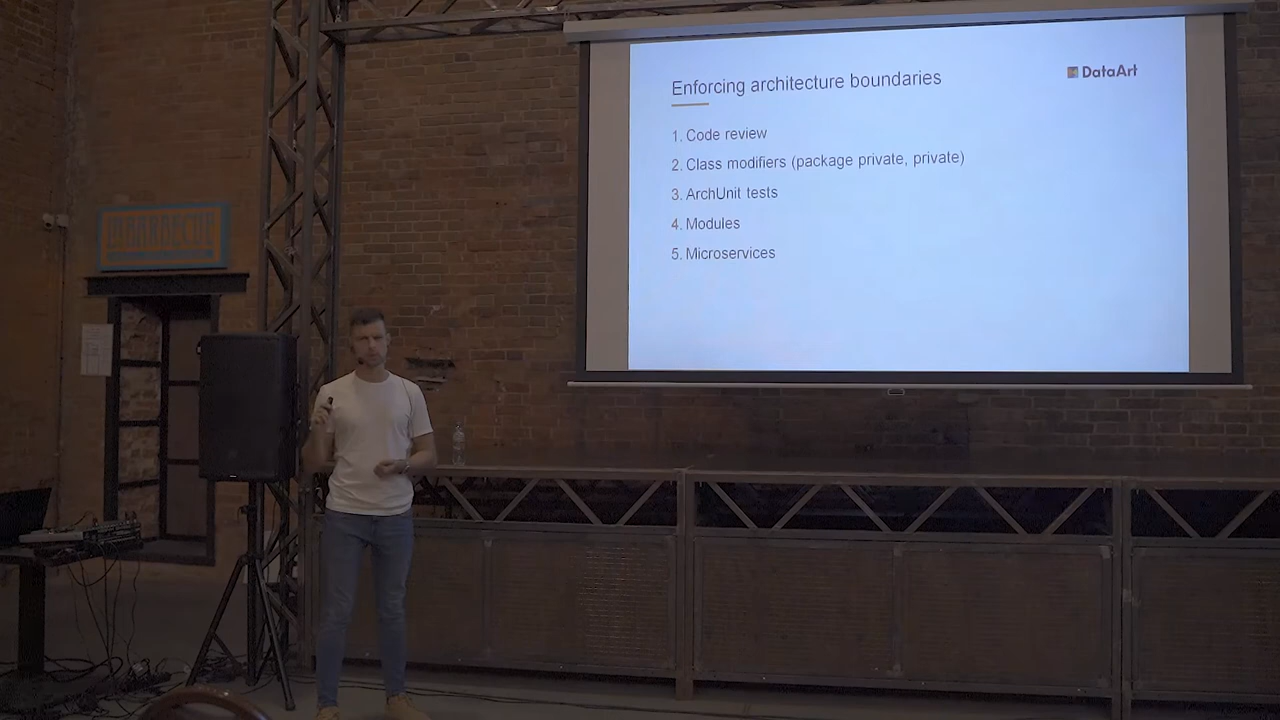 Enforcing architecture boundaries
DataArt
1. Code review
2. Class modifiers (package private, private)
3. ArchUnit tests
4. Modules
5. Microservices